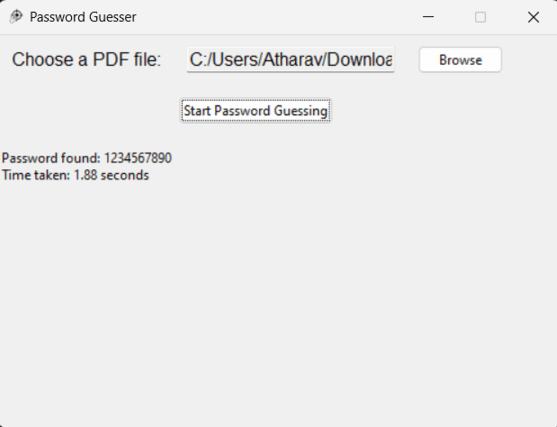 Password Guesser
Choose a PDF file: C:/Users/Atharav/Downloa Browse
Start Password Guessing
Password found: 1234567890
Time taken: 1.88 seconds